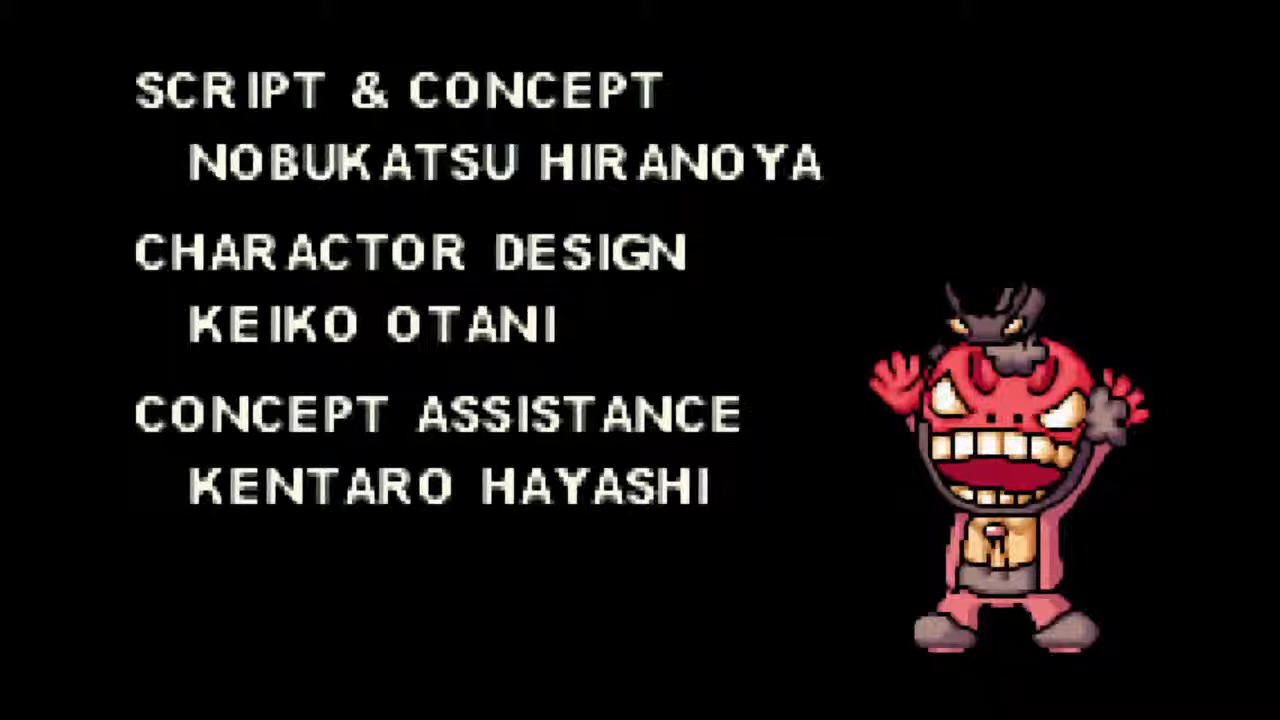 SCRIPT & CONCEPT
NOBUKATSU HIRANOYA
CHARACTOR DESIGN
KEIKO OTANI
CONCEPT ASSISTANCE
KENTARO HAYASHI